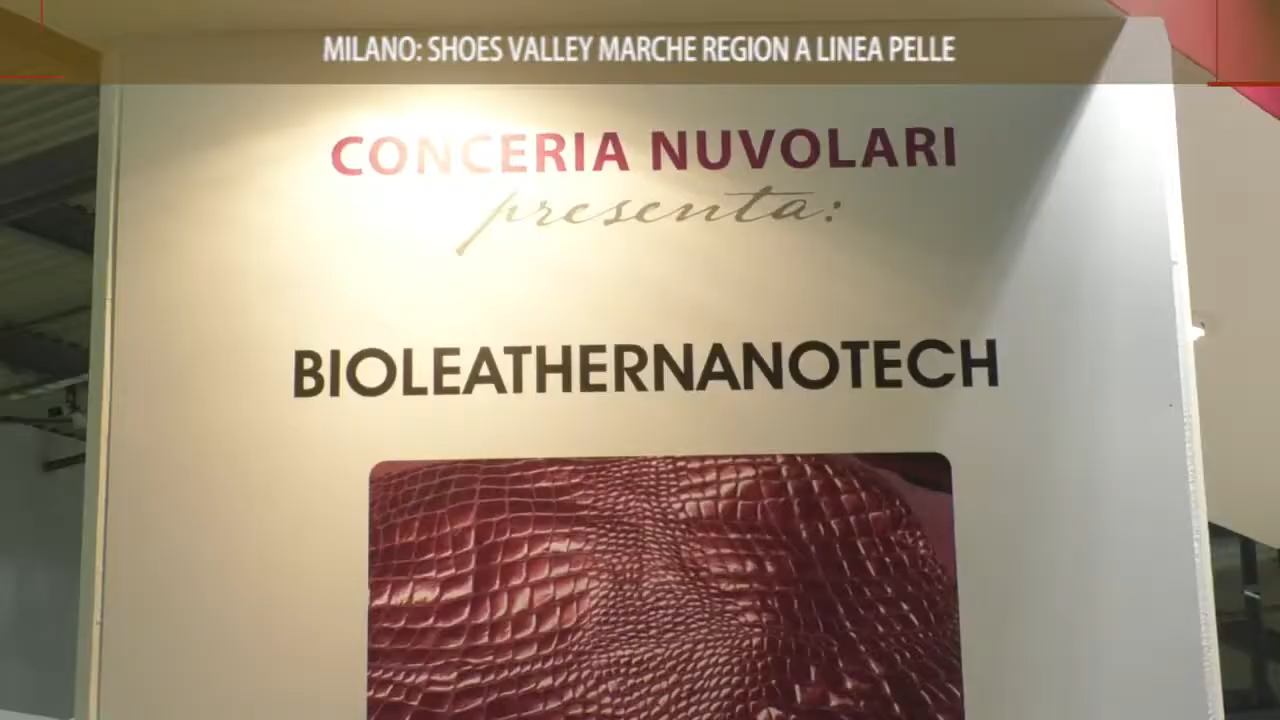 MILANO: SHOES VALLEY MARCHE REGION A LINEA PELLE
CONCERIA NUVOLARI
presenta:
BIOLEATHERNANOTECH